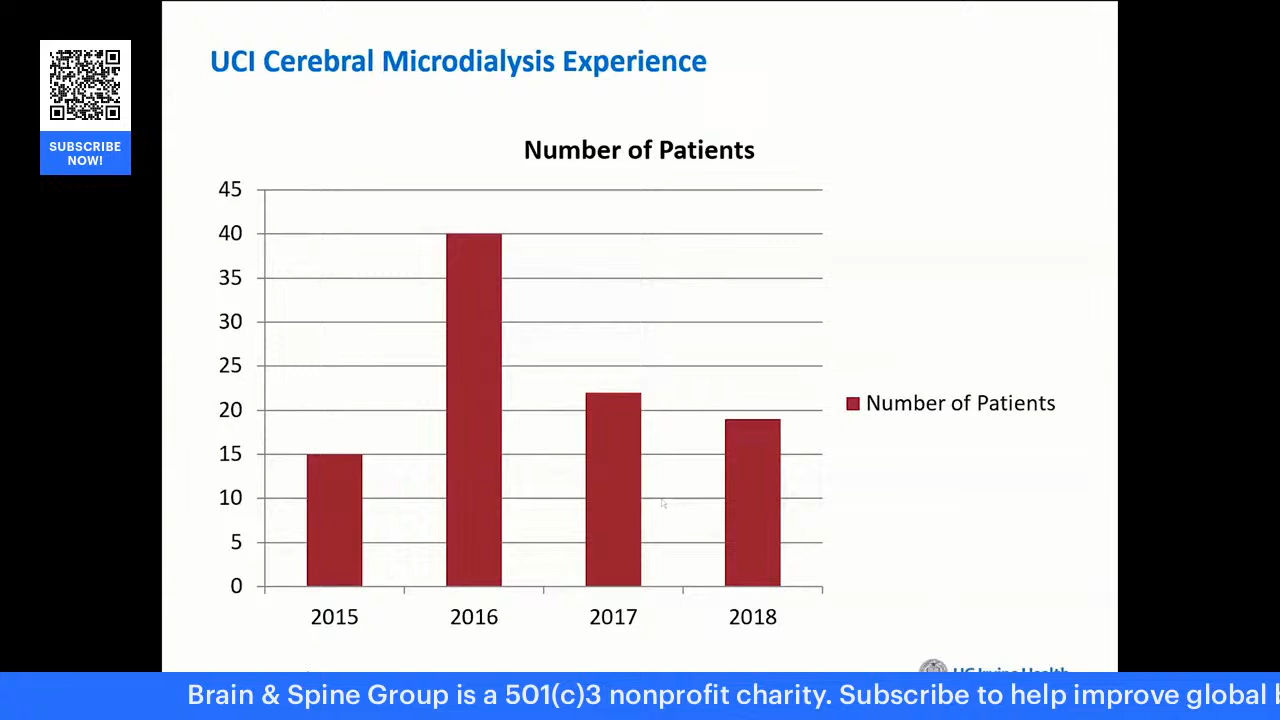 UCI Cerebral Microdialysis Experience
SUBSCRIBE
NOW!
Number of Patients
45
40
35
30
25
20
15
10
5
0
Number of Patients
2015 2016 2017 2018
UC Irvine Health
Brain & Spine Group is a 501(c)3 nonprofit charity. Subscribe to help improve global